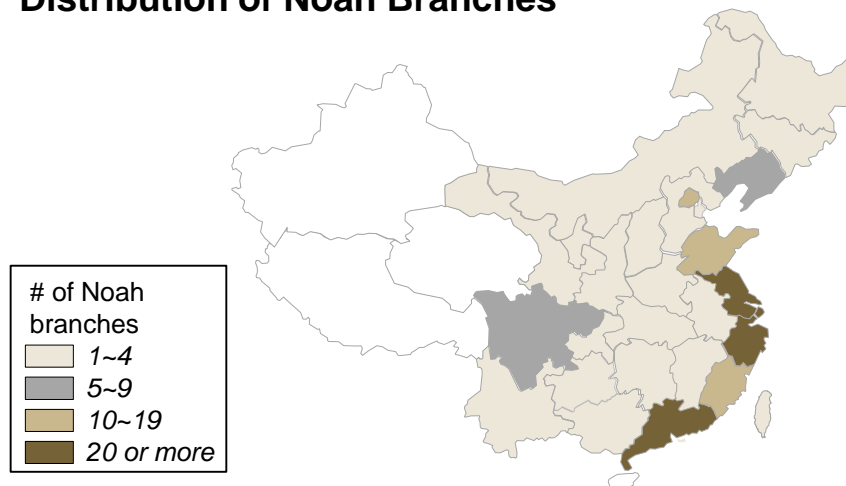 Distribution of Noah Branches
# of Noah
branches
1~4
5~9
10~19
20 or more